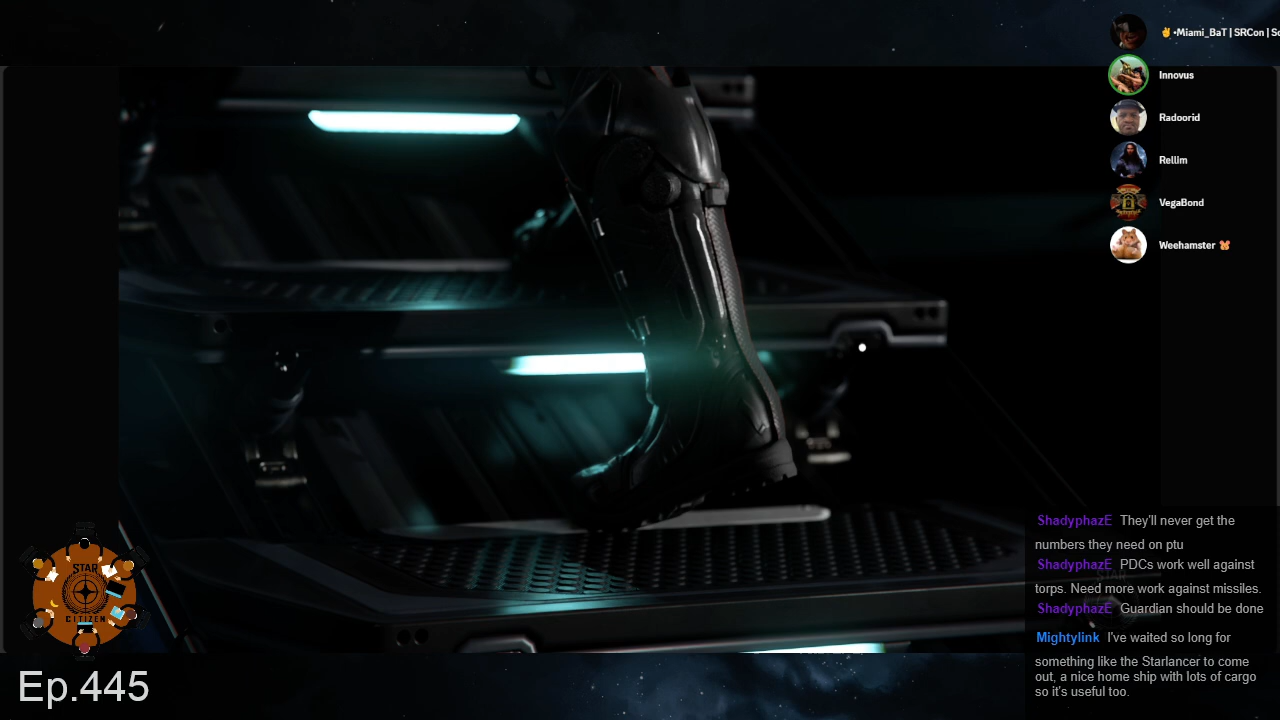 ✌️•Miami_BaT | SRCon | Sc
Innovus
Radoorid
Rellim
VegaBond
Weehamster 🐹
ShadyphazE They'll never get the
numbers they need on ptu
ShadyphazE PDCs work well against
torps. Need more work against missiles.
ShadyphazE Guardian should be done
Mightylink I've waited so long for
something like the Starlancer to come
out, a nice home ship with lots of cargo
so it's useful too.
STAR
CITIZEN
Ep.445